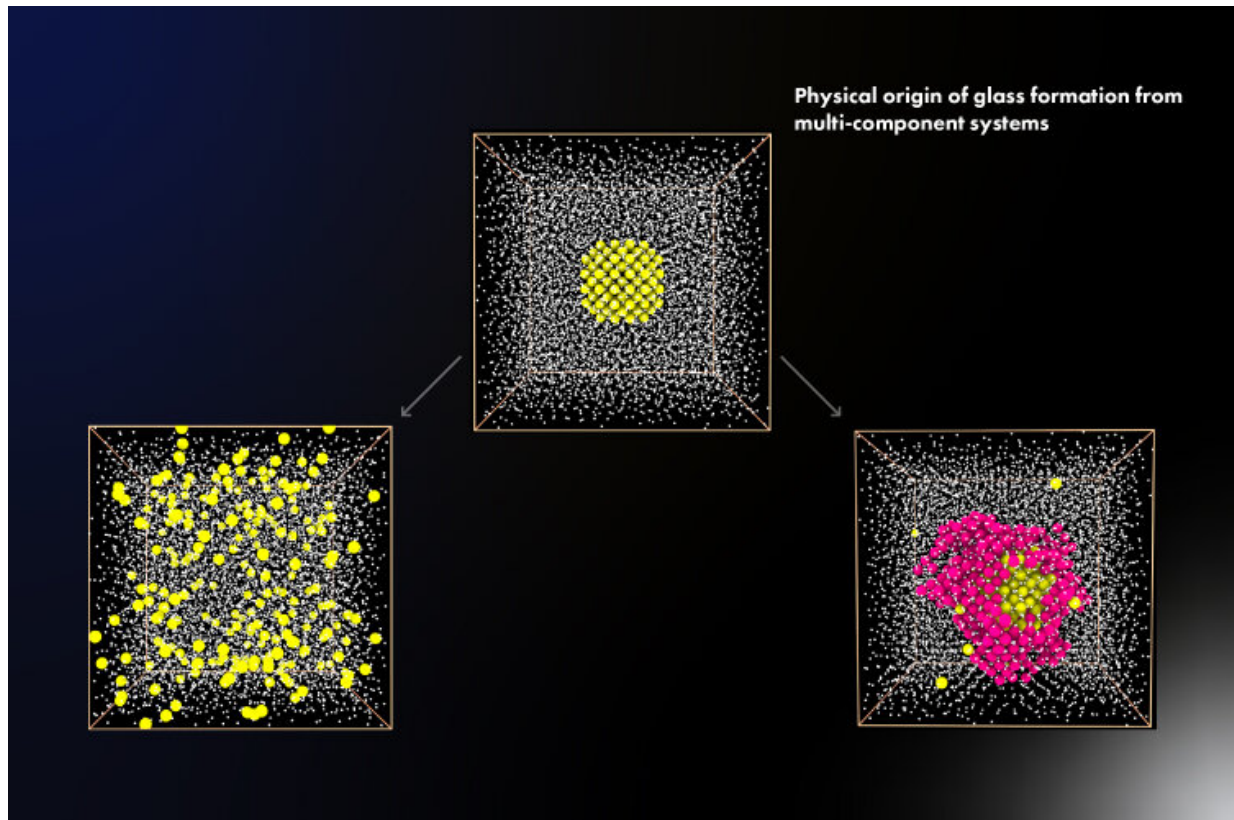 Physical origin of glass formation from
multi-component systems